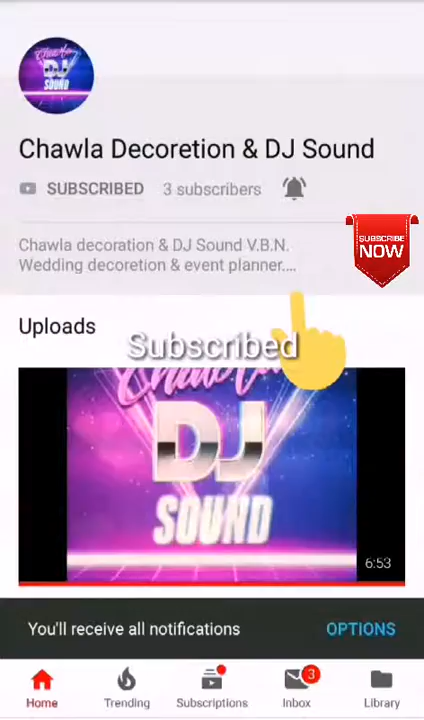 Chawla
DJ
SOUND
Chawla Decoretion & DJ Sound
SUBSCRIBED 3 subscribers
Chawla decoration & DJ Sound V.B.N.
Wedding decoretion & event planner....
SUBSCRIBE
NOW
Uploads
Subscribed
DJ
SOUND
6:53
You'll receive all notifications OPTIONS
3
Home Trending Subscriptions Inbox Library